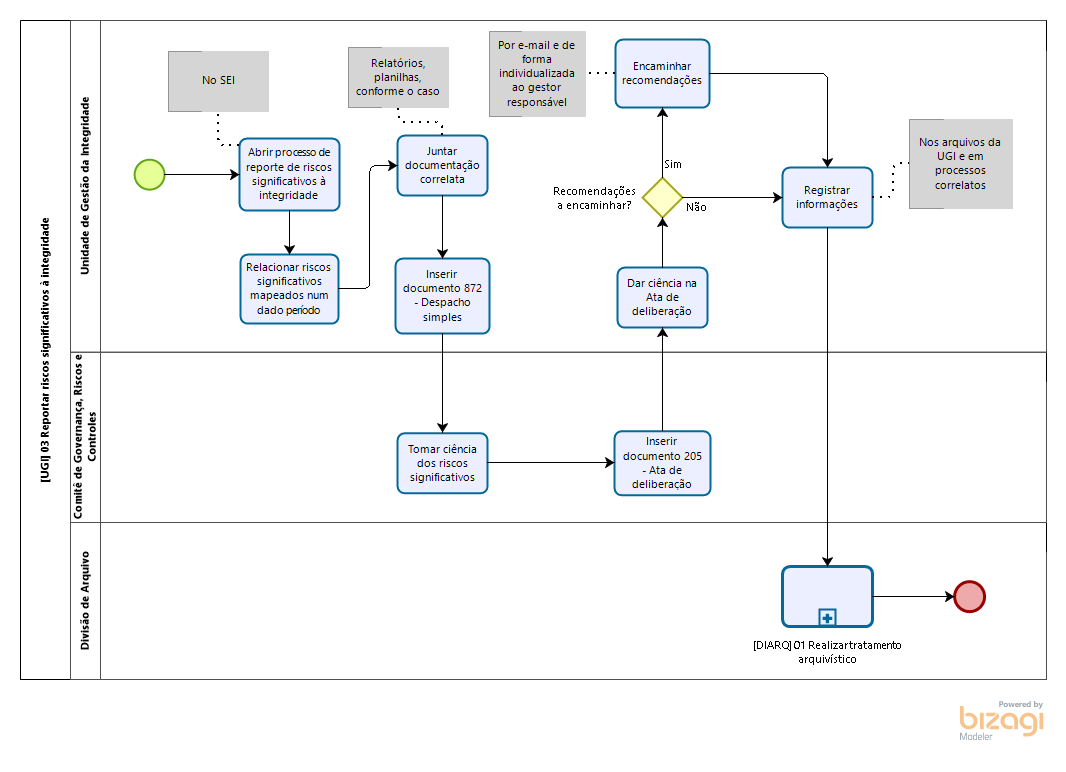 [UGI] 03 Reportar riscos significativos à integridade
Unidade de Gestão da Integridade
No SEI
Abrir processo de
reporte de riscos
significativos à
integridade
Relacionar riscos
significativos
mapeados num
dado período
Relatórios,
planilhas,
conforme o caso
Juntar
documentação
correlata
Inserir
documento 872
- Despacho
simples
Por e-mail e de
forma
individualizada
ao gestor
responsável
Encaminhar
recomendações
Sim
Recomendações
a encaminhar?
Não
Dar ciência na
Ata de
deliberação
Registrar
informações
Nos arquivos da
UGI e em
processos
correlatos
Comitê de Governança, Riscos e
Controles
Tomar ciência
dos riscos
significativos
Inserir
documento 205
- Ata de
deliberação
Divisão de Arquivo
[DIARQ] 01 Realizar tratamento
arquivístico
Powered by
bizagi
Modeler